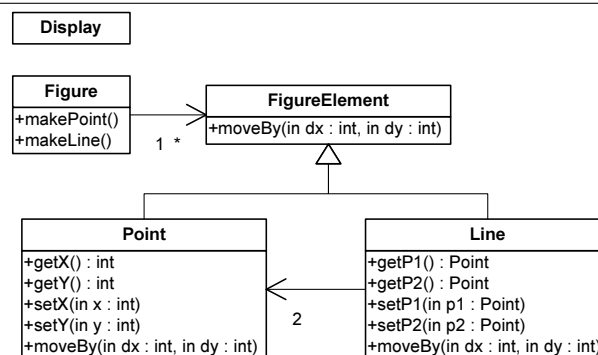 Display
Figure
+makePoint()
+makeLine()
1 *
FigureElement
+moveBy(in dx : int, in dy : int)
Point
+getX() : int
+getY() : int
+setX(in x : int)
+setY(in y : int)
+moveBy(in dx : int, in dy : int)
2
Line
+getP1() : Point
+getP2() : Point
+setP1(in p1 : Point)
+setP2(in p2 : Point)
+moveBy(in dx : int, in dy : int)